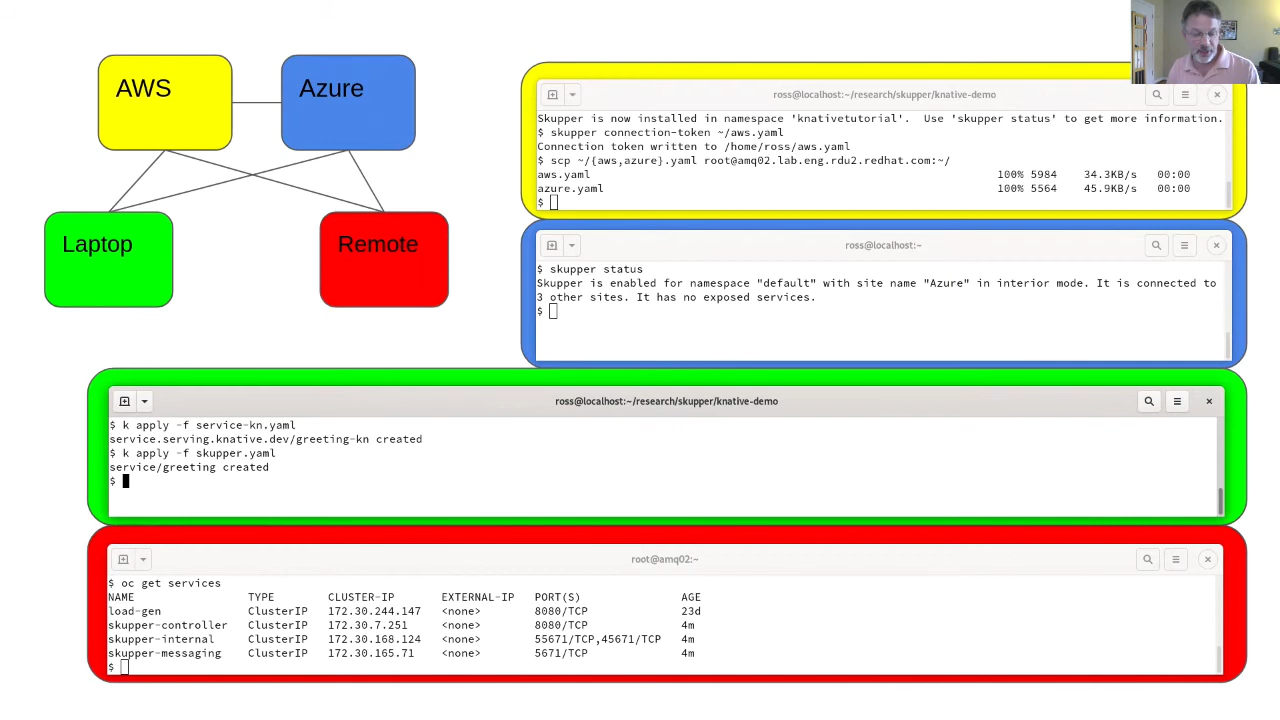 AWS
Azure
Laptop
Remote
ross@localhost:~/research/skupper/knative-demo
Skupper is now installed in namespace 'knativetutorial'.  Use 'skupper status' to get more information.
$ skupper connection-token ~/aws.yaml
Connection token written to /home/ross/aws.yaml
$ scp ~/{aws,azure}.yaml root@amq02.lab.eng.rdu2.redhat.com:~/
aws.yaml 100% 5984 34.3KB/s 00:00
azure.yaml 100% 5564 45.9KB/s 00:00
$
ross@localhost:~
$ skupper status
Skupper is enabled for namespace "default" with site name "Azure" in interior mode. It is connected to
3 other sites. It has no exposed services.
$
ross@localhost:~/research/skupper/knative-demo
$ k apply -f service-kn.yaml
service.serving.knative.dev/greeting-kn created
$ k apply -f skupper.yaml
service/greeting created
$
root@amq02:~
$ oc get services
NAME TYPE CLUSTER-IP EXTERNAL-IP PORT(S) AGE
load-gen ClusterIP 172.30.244.147 <none> 8080/TCP 23d
skupper-controller ClusterIP 172.30.7.251 <none> 8080/TCP 4m
skupper-internal ClusterIP 172.30.168.124 <none> 55671/TCP,45671/TCP 4m
skupper-messaging ClusterIP 172.30.165.71 <none> 5671/TCP 4m
$